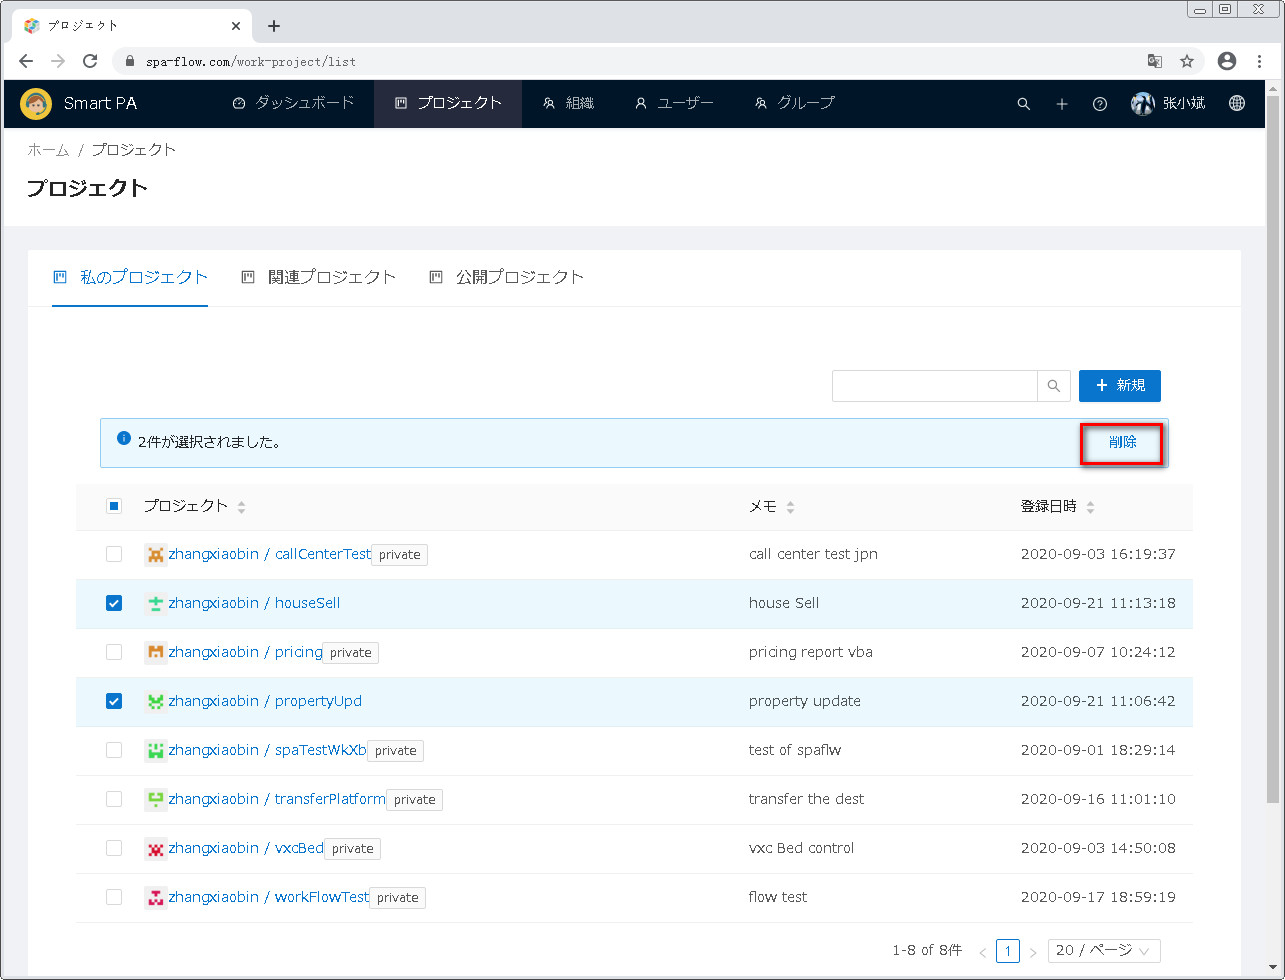 プロジェクト
spa-flow.com/work-project/list
Smart PA ダッシュボード プロジェクト 組織 ユーザー グループ 张小斌
ホーム / プロジェクト
プロジェクト
私のプロジェクト 関連プロジェクト 公開プロジェクト
新規
2件が選択されました。 削除
プロジェクト メモ 登録日時
zhangxiaobin / callCenterTest private call center test jpn 2020-09-03 16:19:37
zhangxiaobin / houseSell house Sell 2020-09-21 11:13:18
zhangxiaobin / pricing private pricing report vba 2020-09-07 10:24:12
zhangxiaobin / propertyUpd property update 2020-09-21 11:06:42
zhangxiaobin / spaTestWkXb private test of spaflw 2020-09-01 18:29:14
zhangxiaobin / transferPlatform private transfer the dest 2020-09-16 11:01:10
zhangxiaobin / vxcBed private vxc Bed control 2020-09-03 14:50:08
zhangxiaobin / workFlowTest private flow test 2020-09-17 18:59:19
1-8 of 8件 < 1 > 20 / ページ